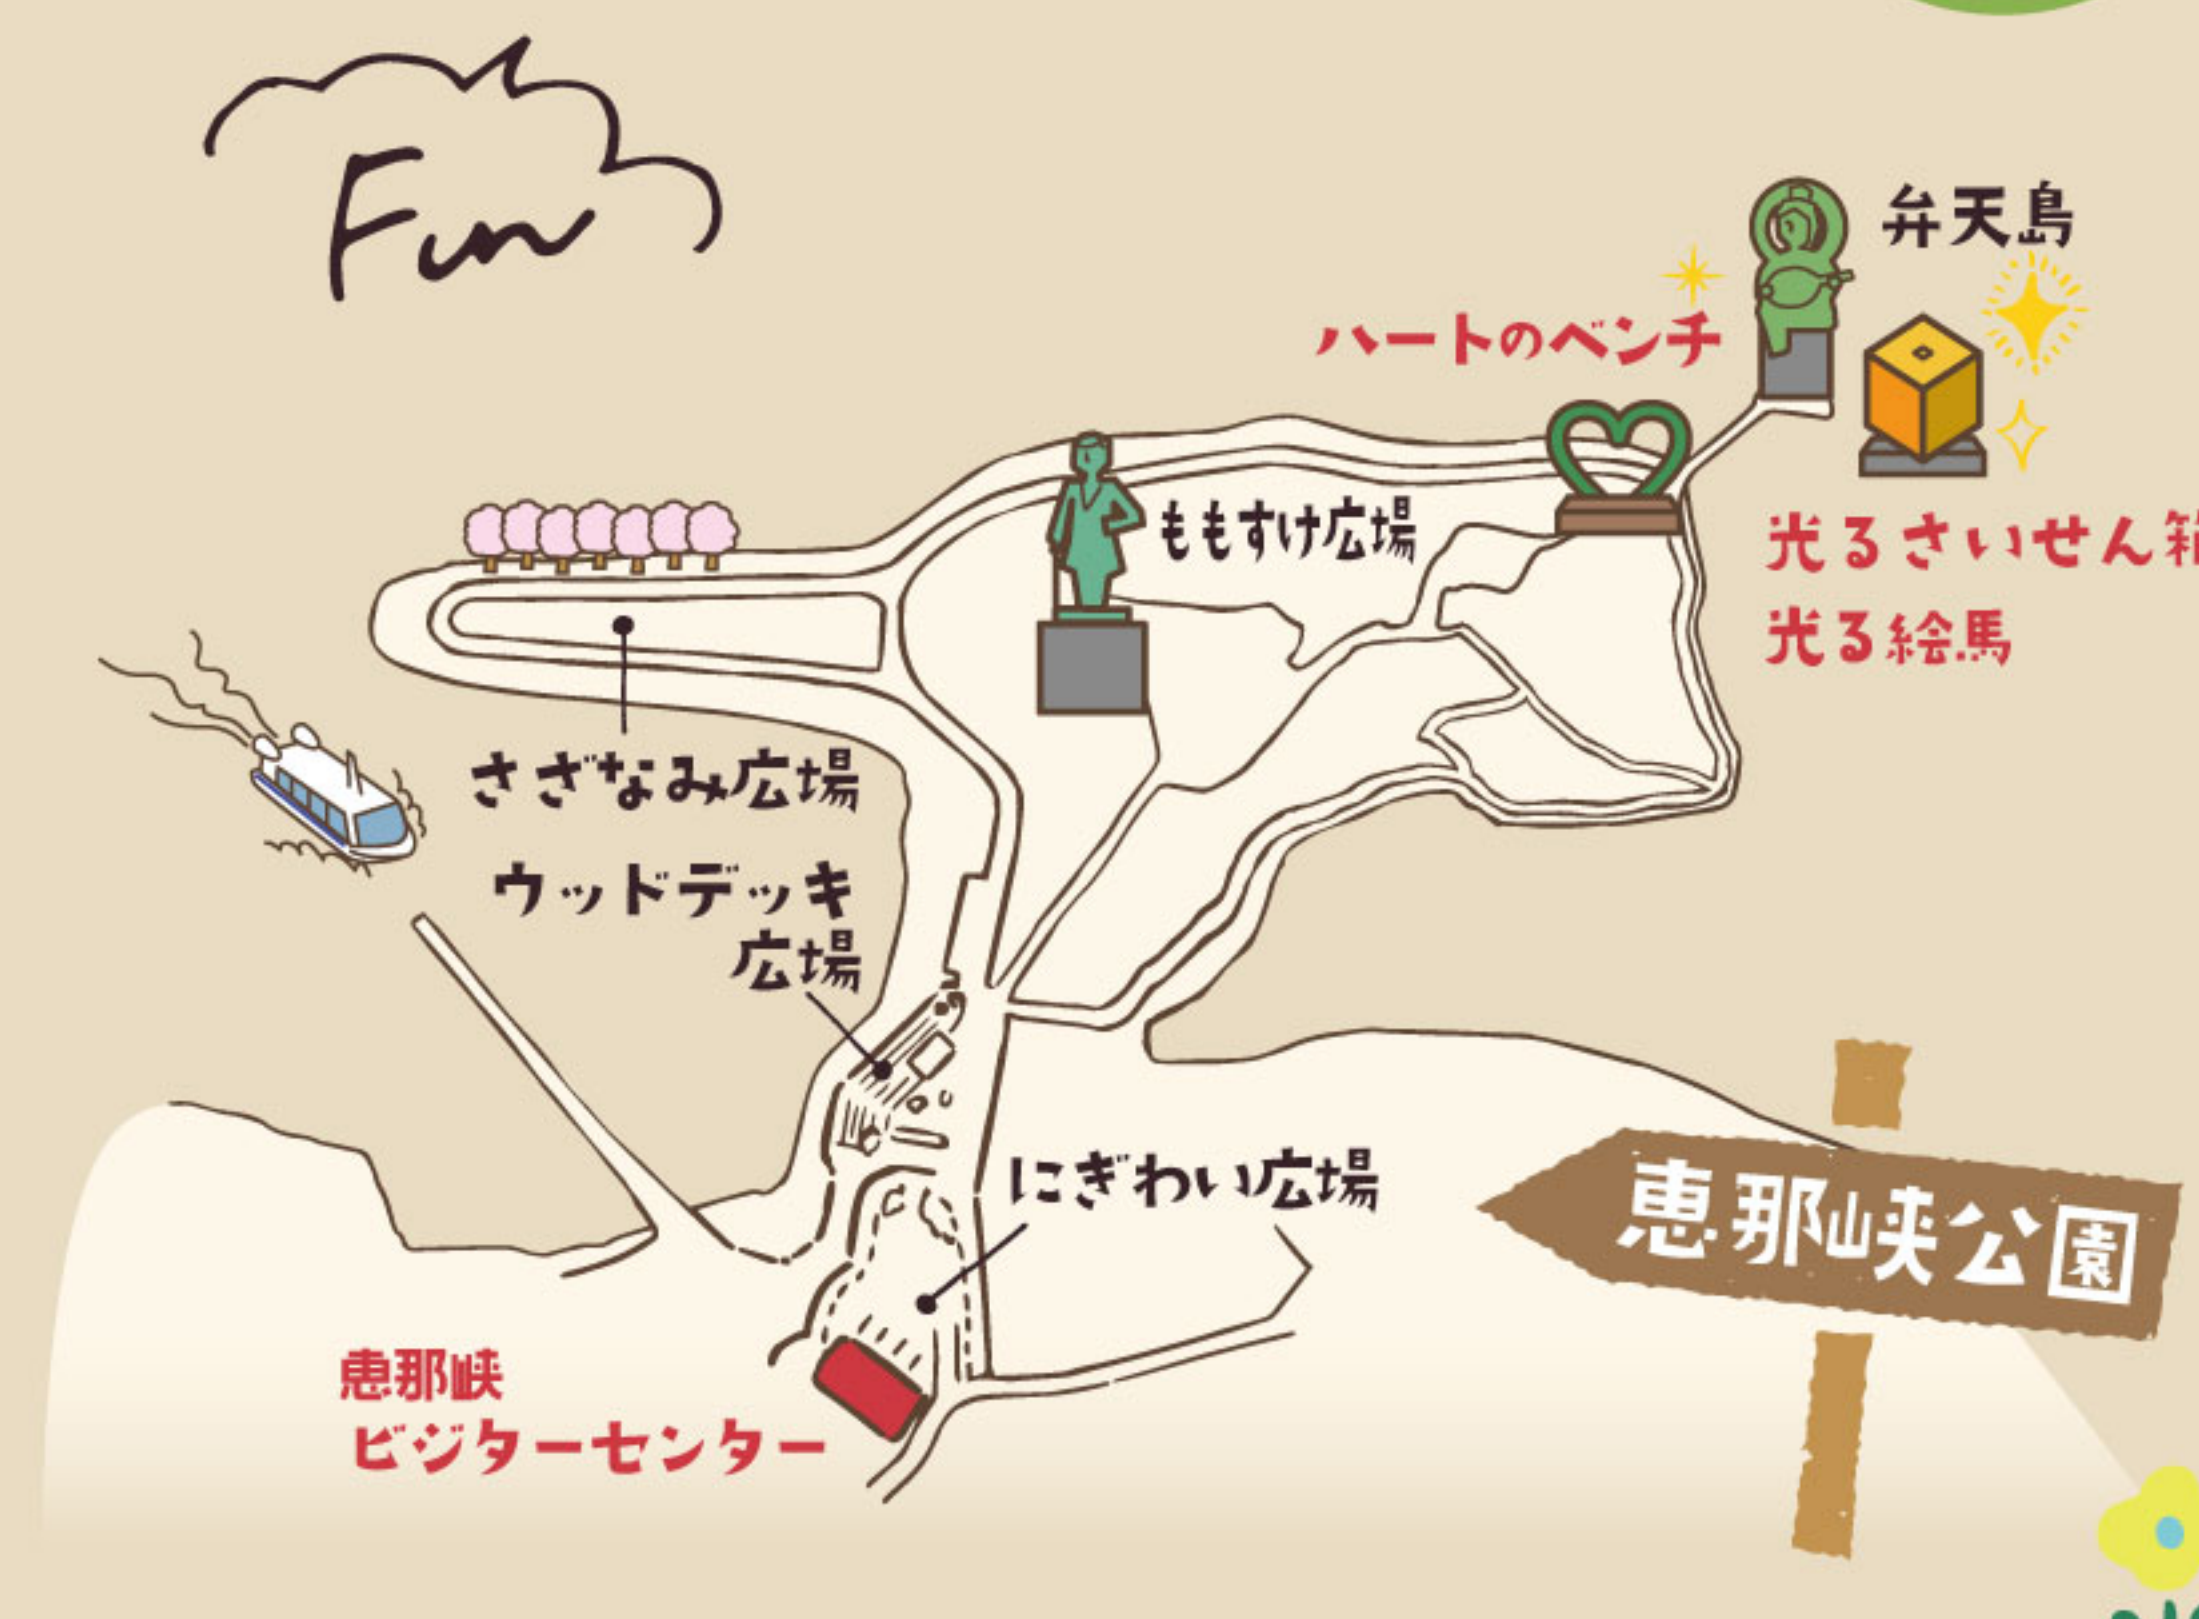 Fun
弁天島
ハートのベンチ
ももすけ広場
光るさいせん箱
光る絵馬
さざなみ広場
ウッドデッキ
広場
にぎわい広場
恵那峡公園
恵那峡
ビジターセンター